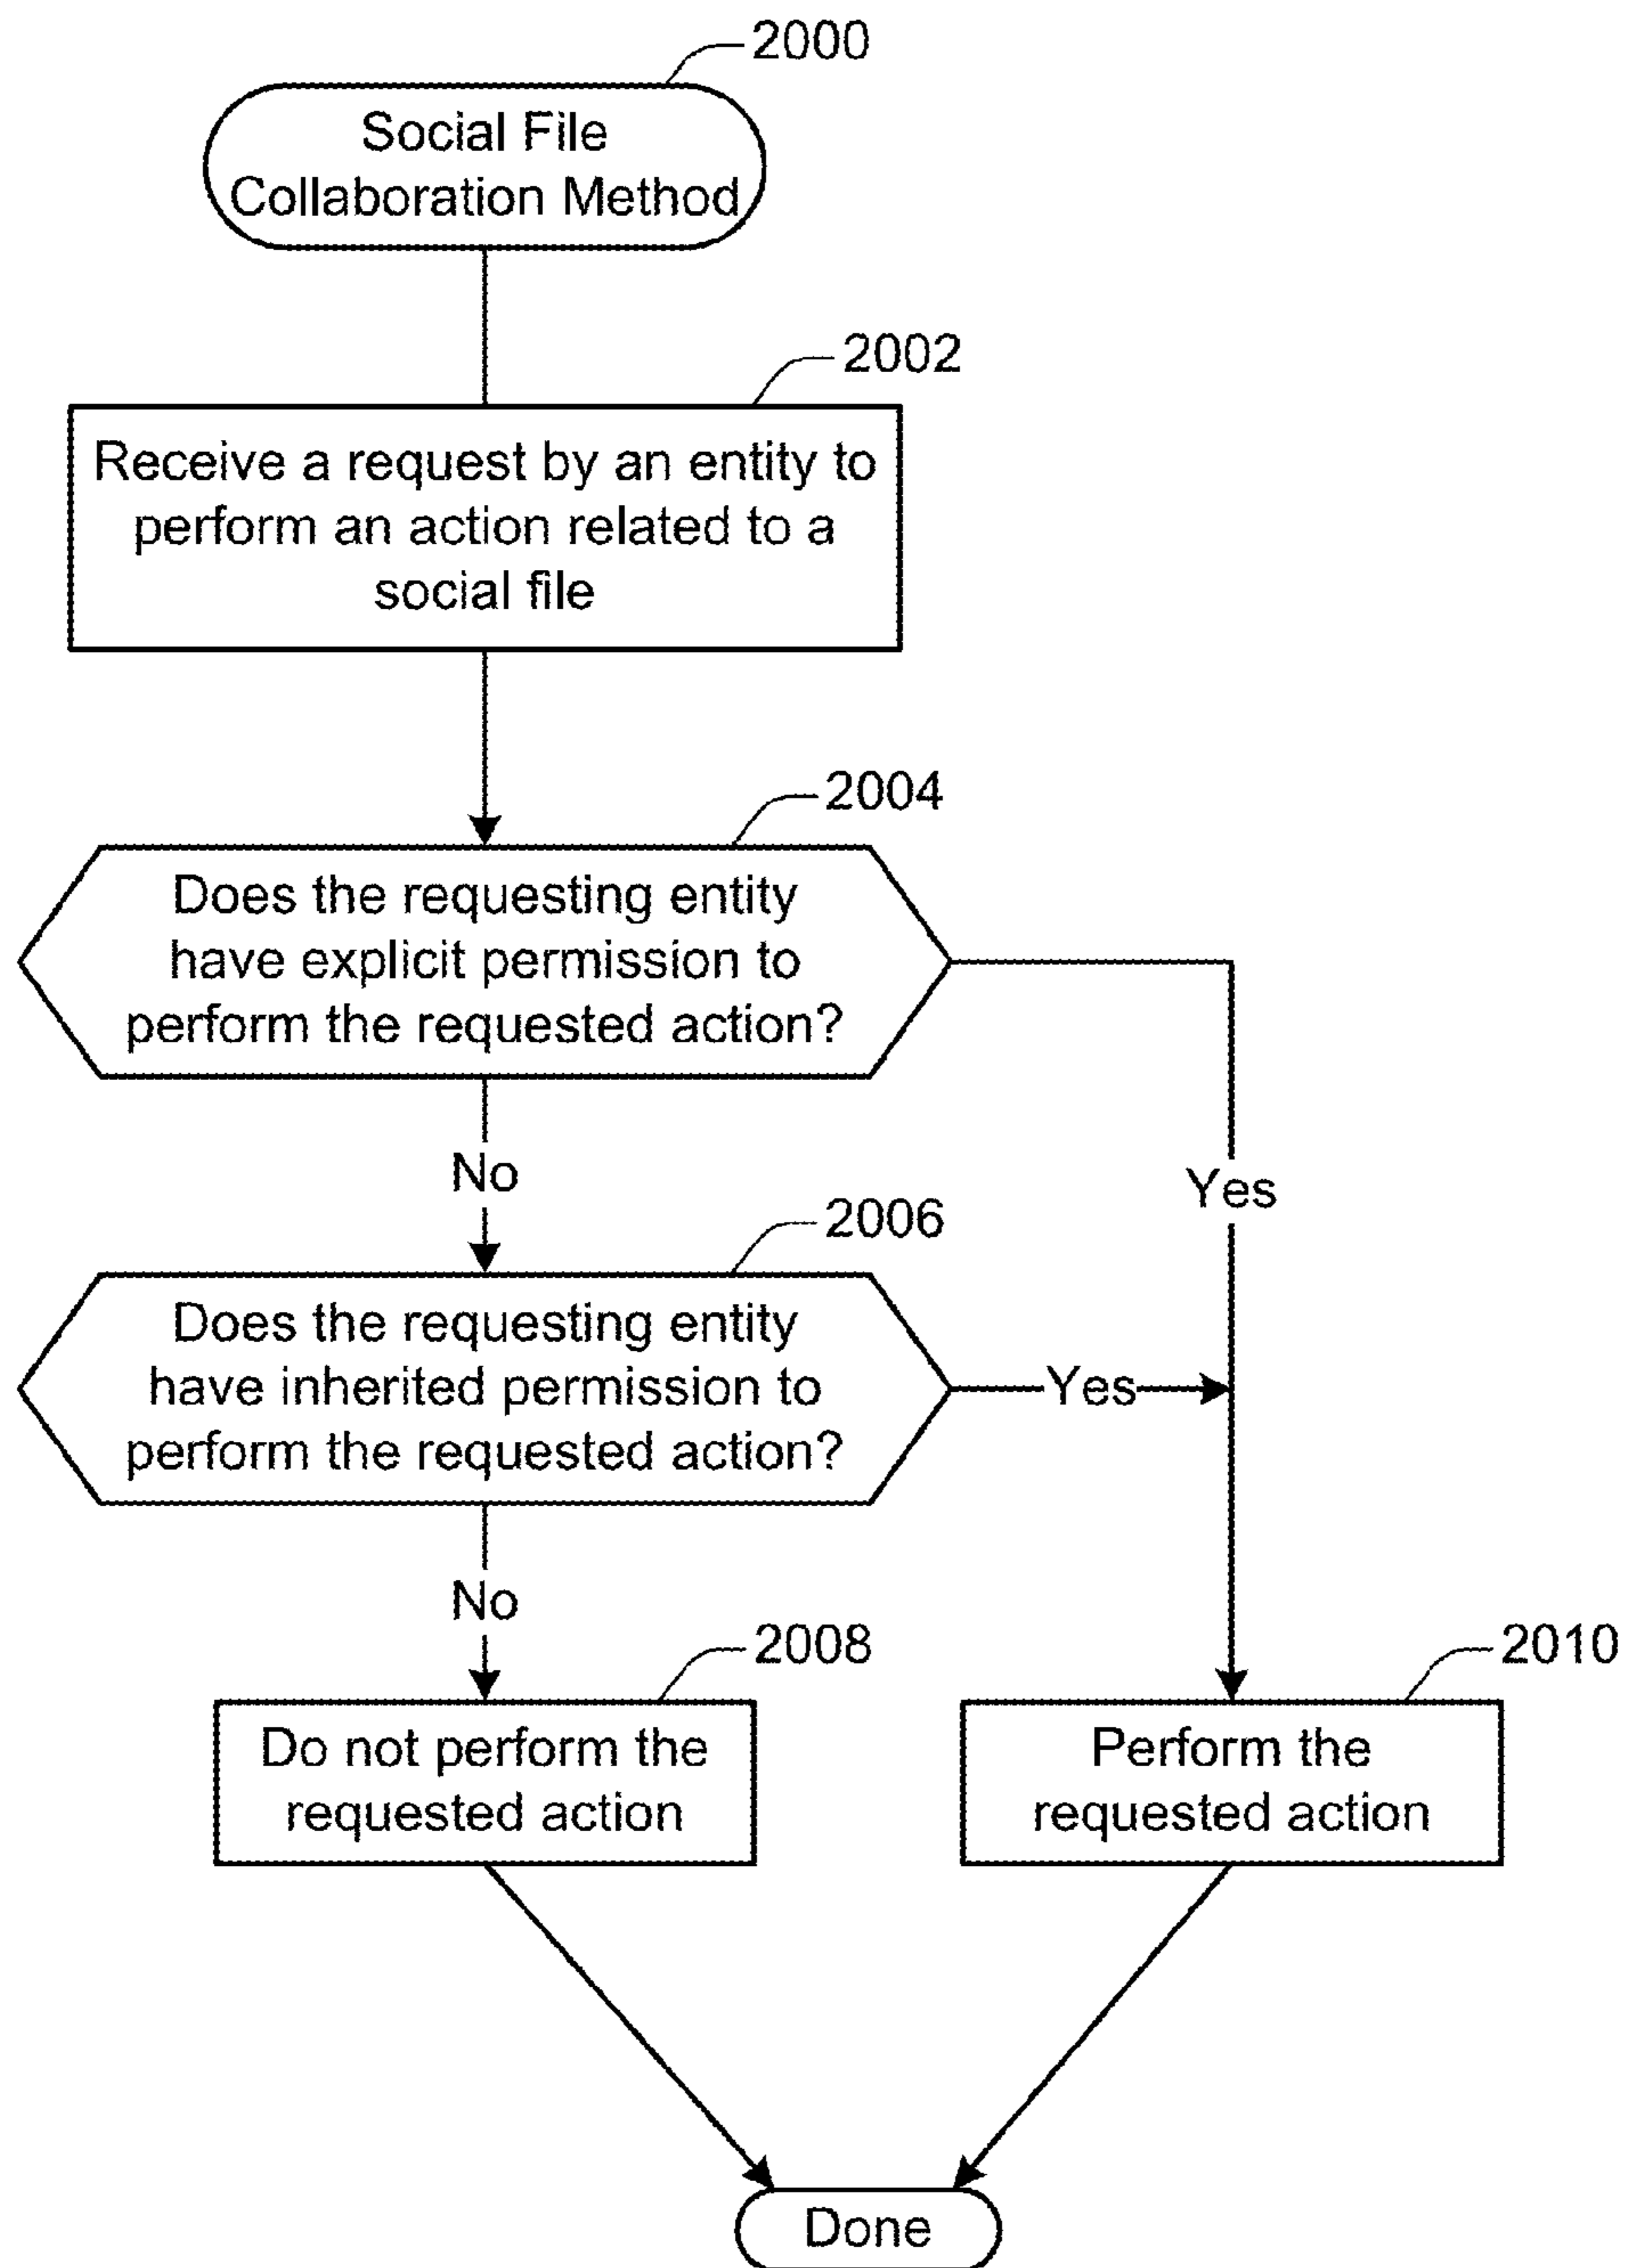 2000
Social File
Collaboration Method
2002
Receive a request by an entity to
perform an action related to a
social file
2004
Does the requesting entity
have explicit permission to
perform the requested action?
No
Yes
2006
Does the requesting entity
have inherited permission to
perform the requested action?
Yes
No
2008
Do not perform the
requested action
2010
Perform the
requested action
Done